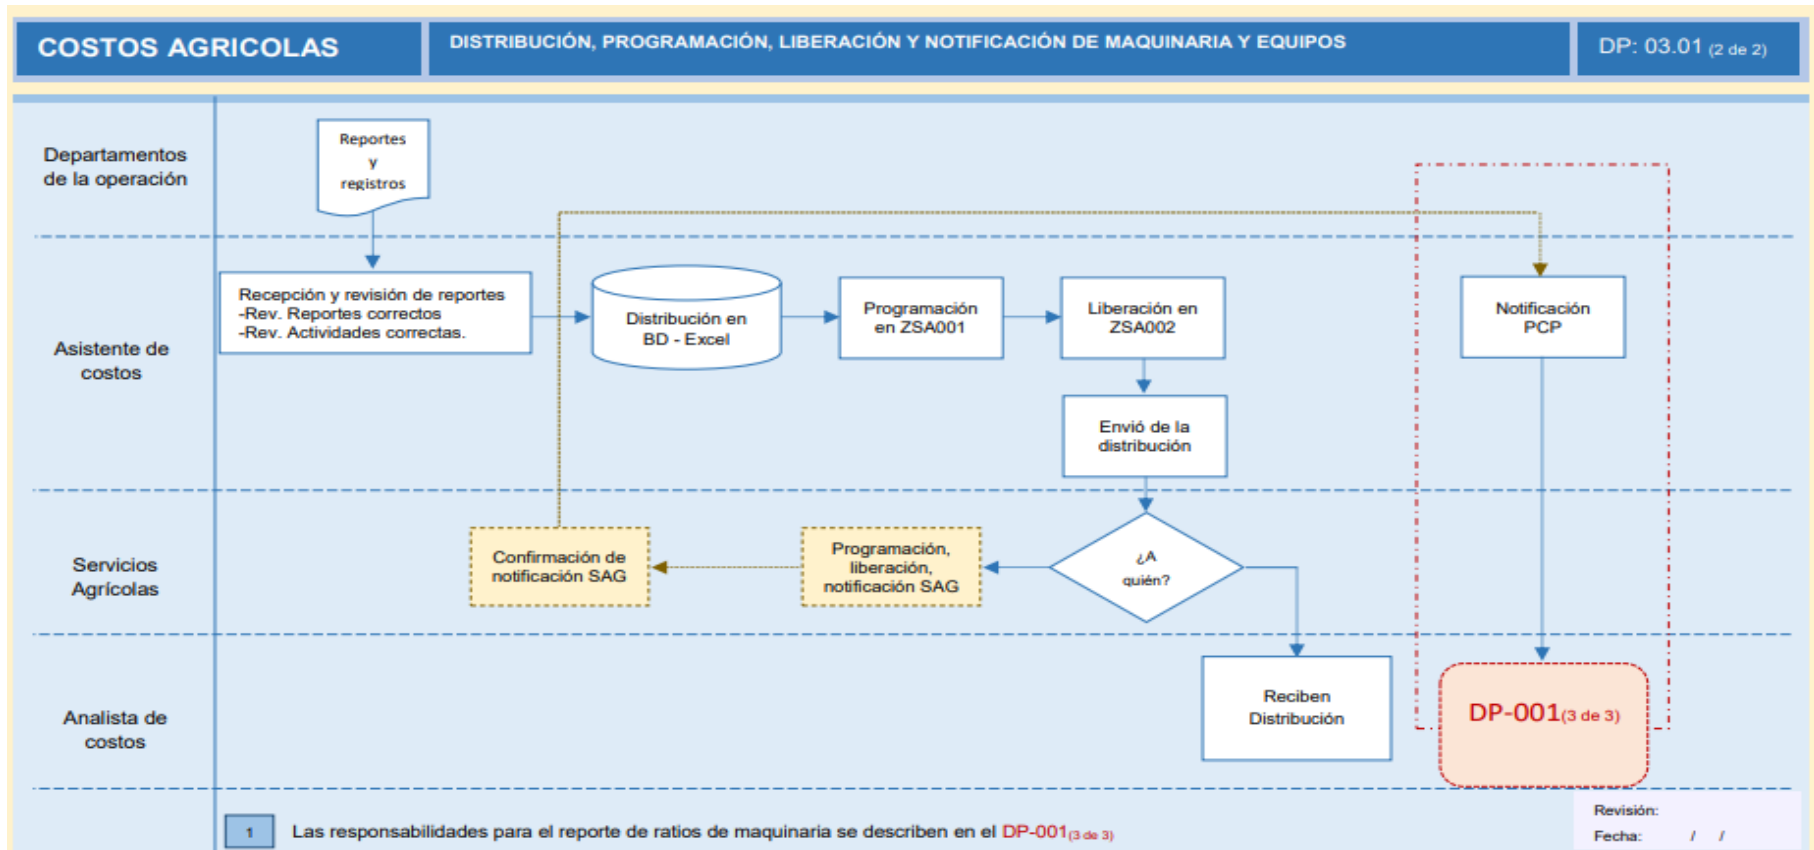 COSTOS AGRICOLAS
DISTRIBUCIÓN, PROGRAMACIÓN, LIBERACIÓN Y NOTIFICACIÓN DE MAQUINARIA Y EQUIPOS
DP: 03.01 (2 de 2)
Departamentos
de la operación
Reportes
y
registros
Asistente de
costos
Recepción y revisión de reportes
-Rev. Reportes correctos
-Rev. Actividades correctas.
Distribución en
BD - Excel
Programación
en ZSA001
Liberación en
ZSA002
Notificación
PCP
Envió de la
distribución
Servicios
Agrícolas
Confirmación de
notificación SAG
Programación,
liberación,
notificación SAG
¿A
quién?
Analista de
costos
Reciben
Distribución
DP-001(3 de 3)
1
Las responsabilidades para el reporte de ratios de maquinaria se describen en el DP-001(3 de 3)
Revisión:
Fecha: / /